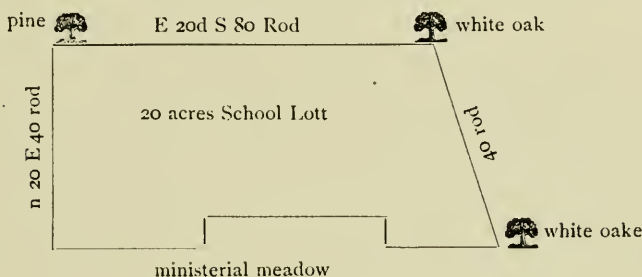 pine
E 20d S 80 Rod
white oak
n 20 E 40 rod
20 acres School Lott
40 rod
white oake
ministerial meadow